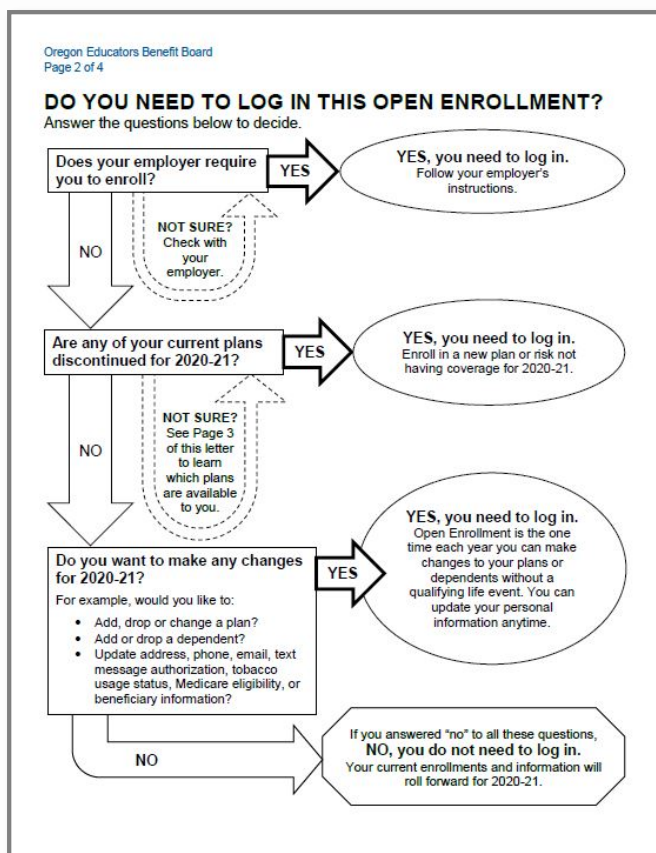 Oregon Educators Benefit Board
Page 2 of 4
DO YOU NEED TO LOG IN THIS OPEN ENROLLMENT?
Answer the questions below to decide.
Does your employer require
you to enroll?
YES
YES, you need to log in.
Follow your employer's
instructions.
NOT SURE?
Check with
your
employer.
NO
Are any of your current plans
discontinued for 2020-21?
YES
YES, you need to log in.
Enroll in a new plan or risk not
having coverage for 2020-21.
NOT SURE?
See Page 3
of this letter
to learn
which plans
are available
to you.
NO
Do you want to make any changes
for 2020-21?
For example, would you like to:
• Add, drop or change a plan?
• Add or drop a dependent?
• Update address, phone, email, text
message authorization, tobacco
usage status, Medicare eligibility, or
beneficiary information?
YES
YES, you need to log in.
Open Enrollment is the one
time each year you can make
changes to your plans or
dependents without a
qualifying life event. You can
update your personal
information anytime.
NO
If you answered "no" to all these questions,
NO, you do not need to log in.
Your current enrollments and information will
roll forward for 2020-21.